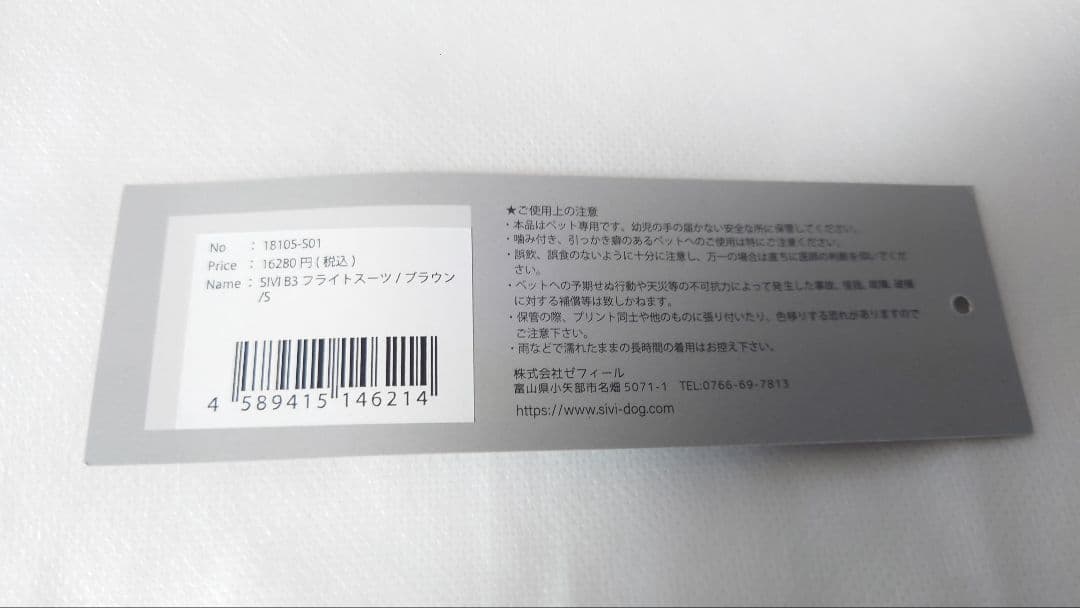 No : 18105-S01
Price : 16280円(税込)
Name : SIVI B3 フライトスーツ / ブラウン
/S
4 589415 146214
★ご使用上の注意
・本品はペット専用です。幼児の手の届かない安全な所に保管してください。
・噛み付き、引っかき癖のあるペットへのご使用は特にご注意ください。
・誤飲、誤食のないように十分に注意し、万一の場合は直ちに医師の判断を仰いでくだ
さい。
・ペットへの予期せぬ行動や天災等の不可抗力によって発生した事故、怪我、故障、破損
に対する補償等は致しかねます。
・保管の際、プリント同士や他のものに張り付いたり、色移りする恐れがありますので
ご注意下さい。
・雨などで濡れたままの長時間の着用はお控え下さい。
株式会社ゼフィール
富山県小矢部市名畑 5071-1 TEL:0766-69-7813
https://www.sivi-dog.com